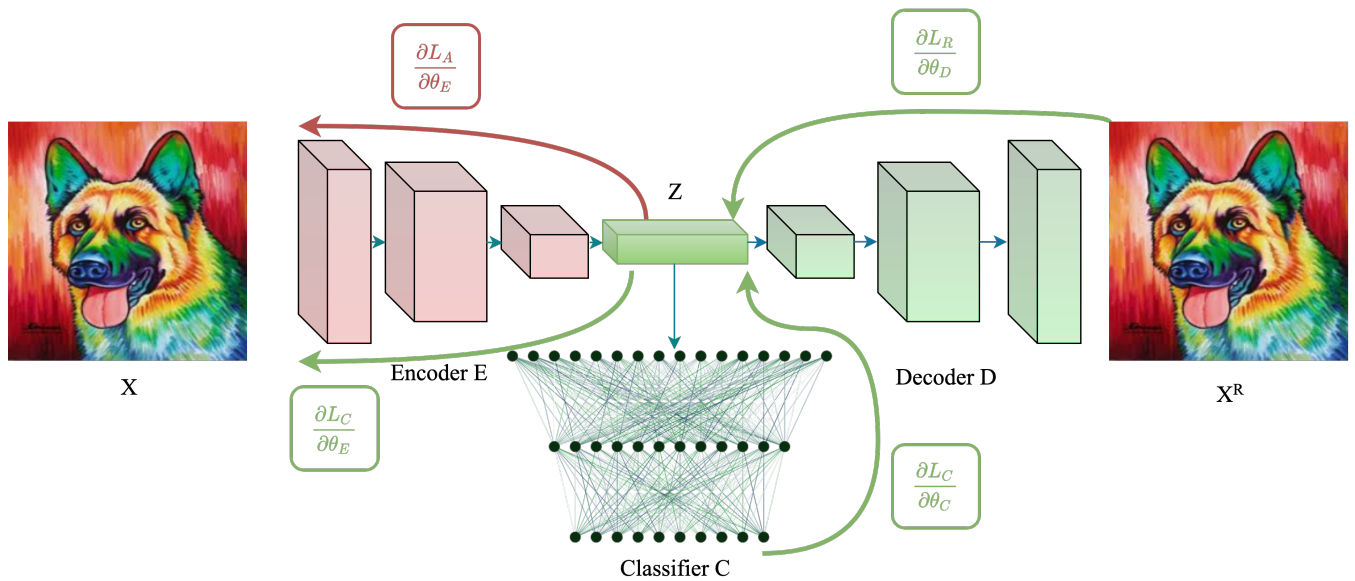 ∂L_A
∂θ_E
∂L_R
∂θ_D
Z
Encoder E
Decoder D
X
X^R
∂L_C
∂θ_E
∂L_C
∂θ_C
Classifier C